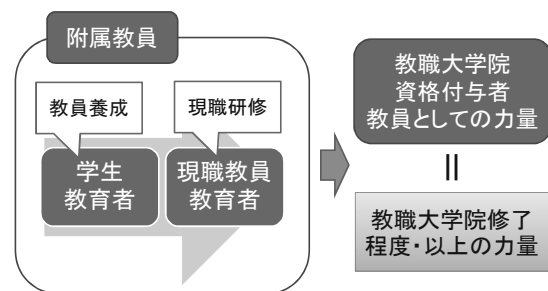 附属教員
教員養成
現職研修
学生
教育者
現職教員
教育者
教職大学院
資格付与者
教員としての力量
||
教職大学院修了
程度・以上の力量